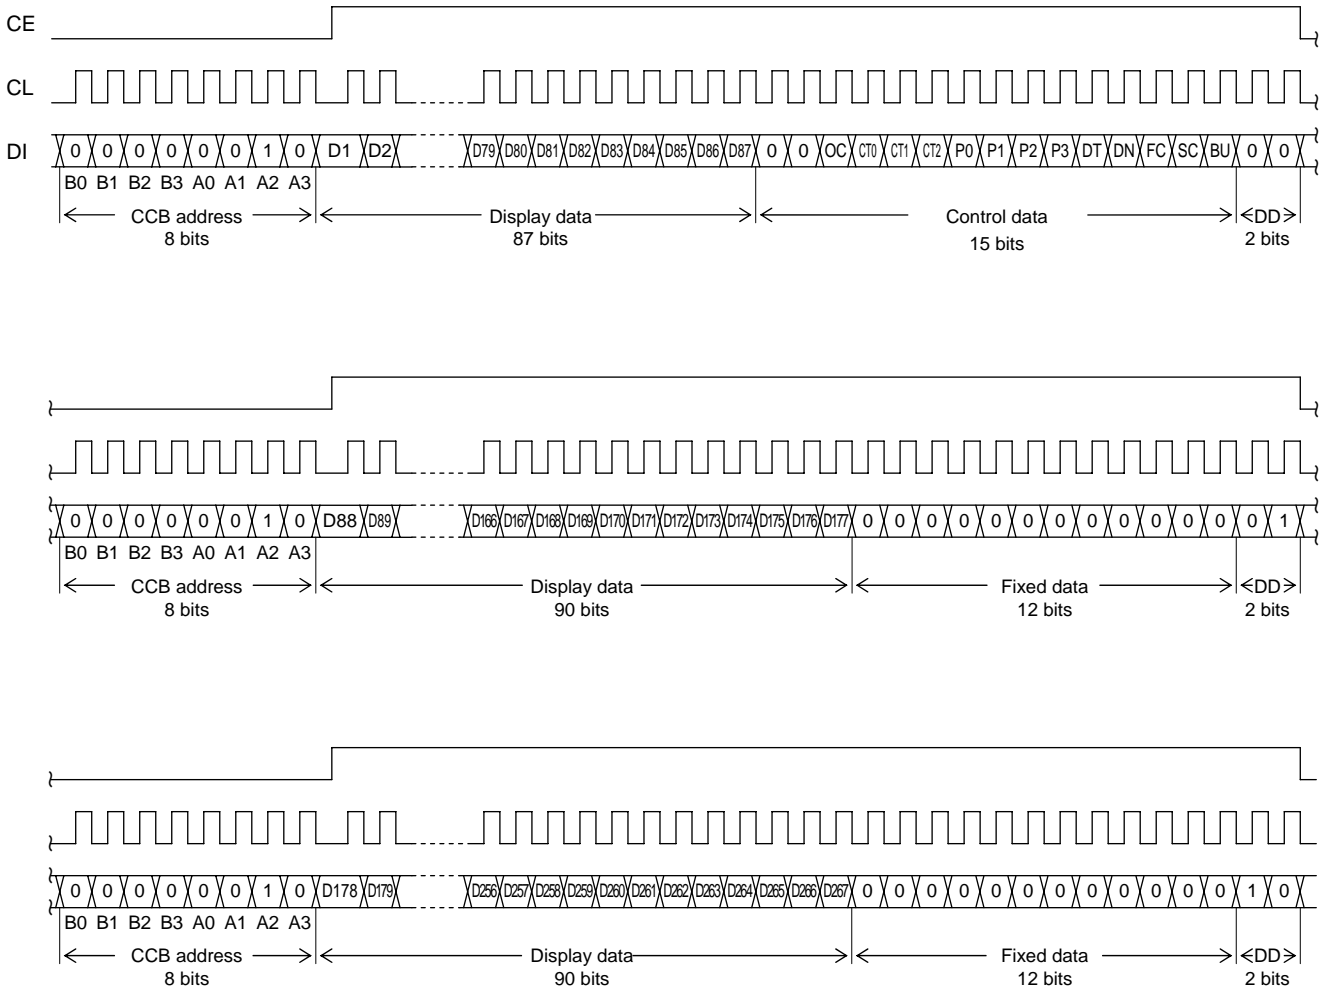 CE
CL
DI 0 0 0 0 0 0 1 0 D1 D2 D79 D80 D81 D82 D83 D84 D85 D86 D87 0 0 OC CT0 CT1 CT2 P0 P1 P2 P3 DT DN FC SC BU 0 0
B0 B1 B2 B3 A0 A1 A2 A3
CCB address Display data Control data DD
8 bits 87 bits 15 bits 2 bits
0 0 0 0 0 0 1 0 D88 D89 D166 D167 D168 D169 D170 D171 D172 D173 D174 D175 D176 D177 0 0 0 0 0 0 0 0 0 0 0 0 0 1
B0 B1 B2 B3 A0 A1 A2 A3
CCB address Display data Fixed data DD
8 bits 90 bits 12 bits 2 bits
0 0 0 0 0 0 1 0 D178 D179 D256 D257 D258 D259 D260 D261 D262 D263 D264 D265 D266 D267 0 0 0 0 0 0 0 0 0 0 0 0 1 0
B0 B1 B2 B3 A0 A1 A2 A3
CCB address Display data Fixed data DD
8 bits 90 bits 12 bits 2 bits